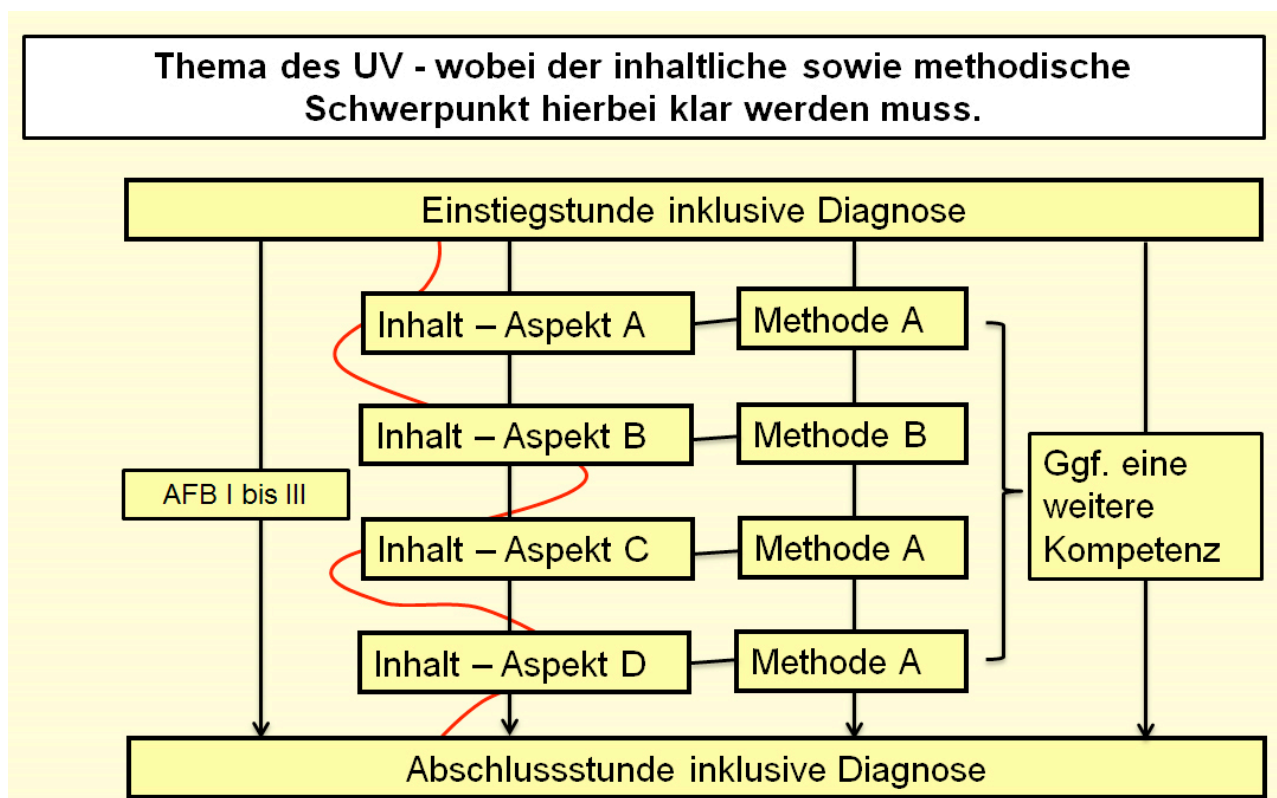 Thema des UV - wobei der inhaltliche sowie methodische
Schwerpunkt hierbei klar werden muss.
Einstiegstunde inklusive Diagnose
Inhalt – Aspekt A
Methode A
Inhalt – Aspekt B
Methode B
AFB I bis III
Ggf. eine
weitere
Kompetenz
Inhalt – Aspekt C
Methode A
Inhalt – Aspekt D
Methode A
Abschlussstunde inklusive Diagnose